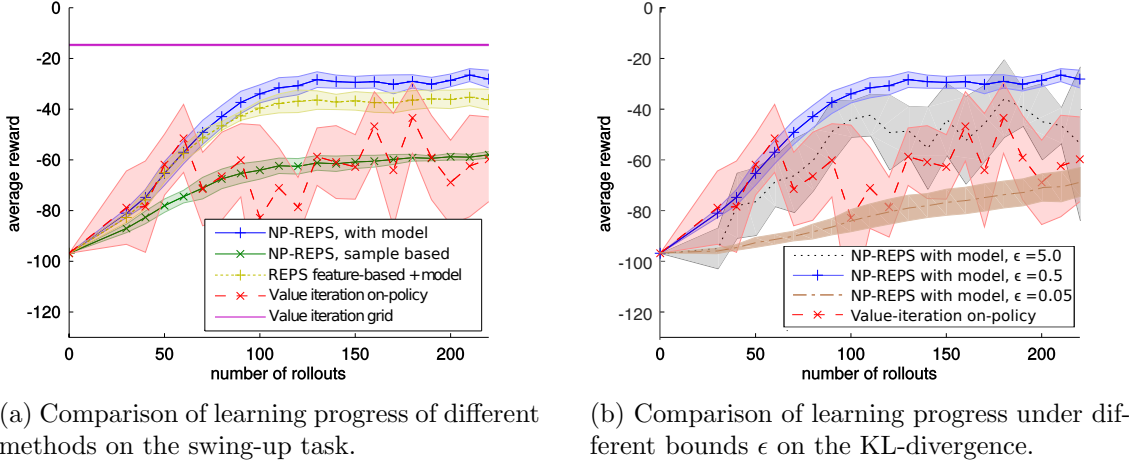 -20
-40
-60
-80
-100
-120
0
50
100
150
200
average reward
number of rollouts
NP-REPS, with model
NP-REPS, sample based
REPS feature-based +model
Value iteration on-policy
Value iteration grid
0
-20
-40
-60
-80
-100
-120
0
50
100
150
200
average reward
number of rollouts
NP-REPS with model, ϵ =5.0
NP-REPS with model, ϵ =0.5
NP-REPS with model, ϵ =0.05
Value-iteration on-policy
(a) Comparison of learning progress of different
methods on the swing-up task.
(b) Comparison of learning progress under dif-
ferent bounds ϵ on the KL-divergence.